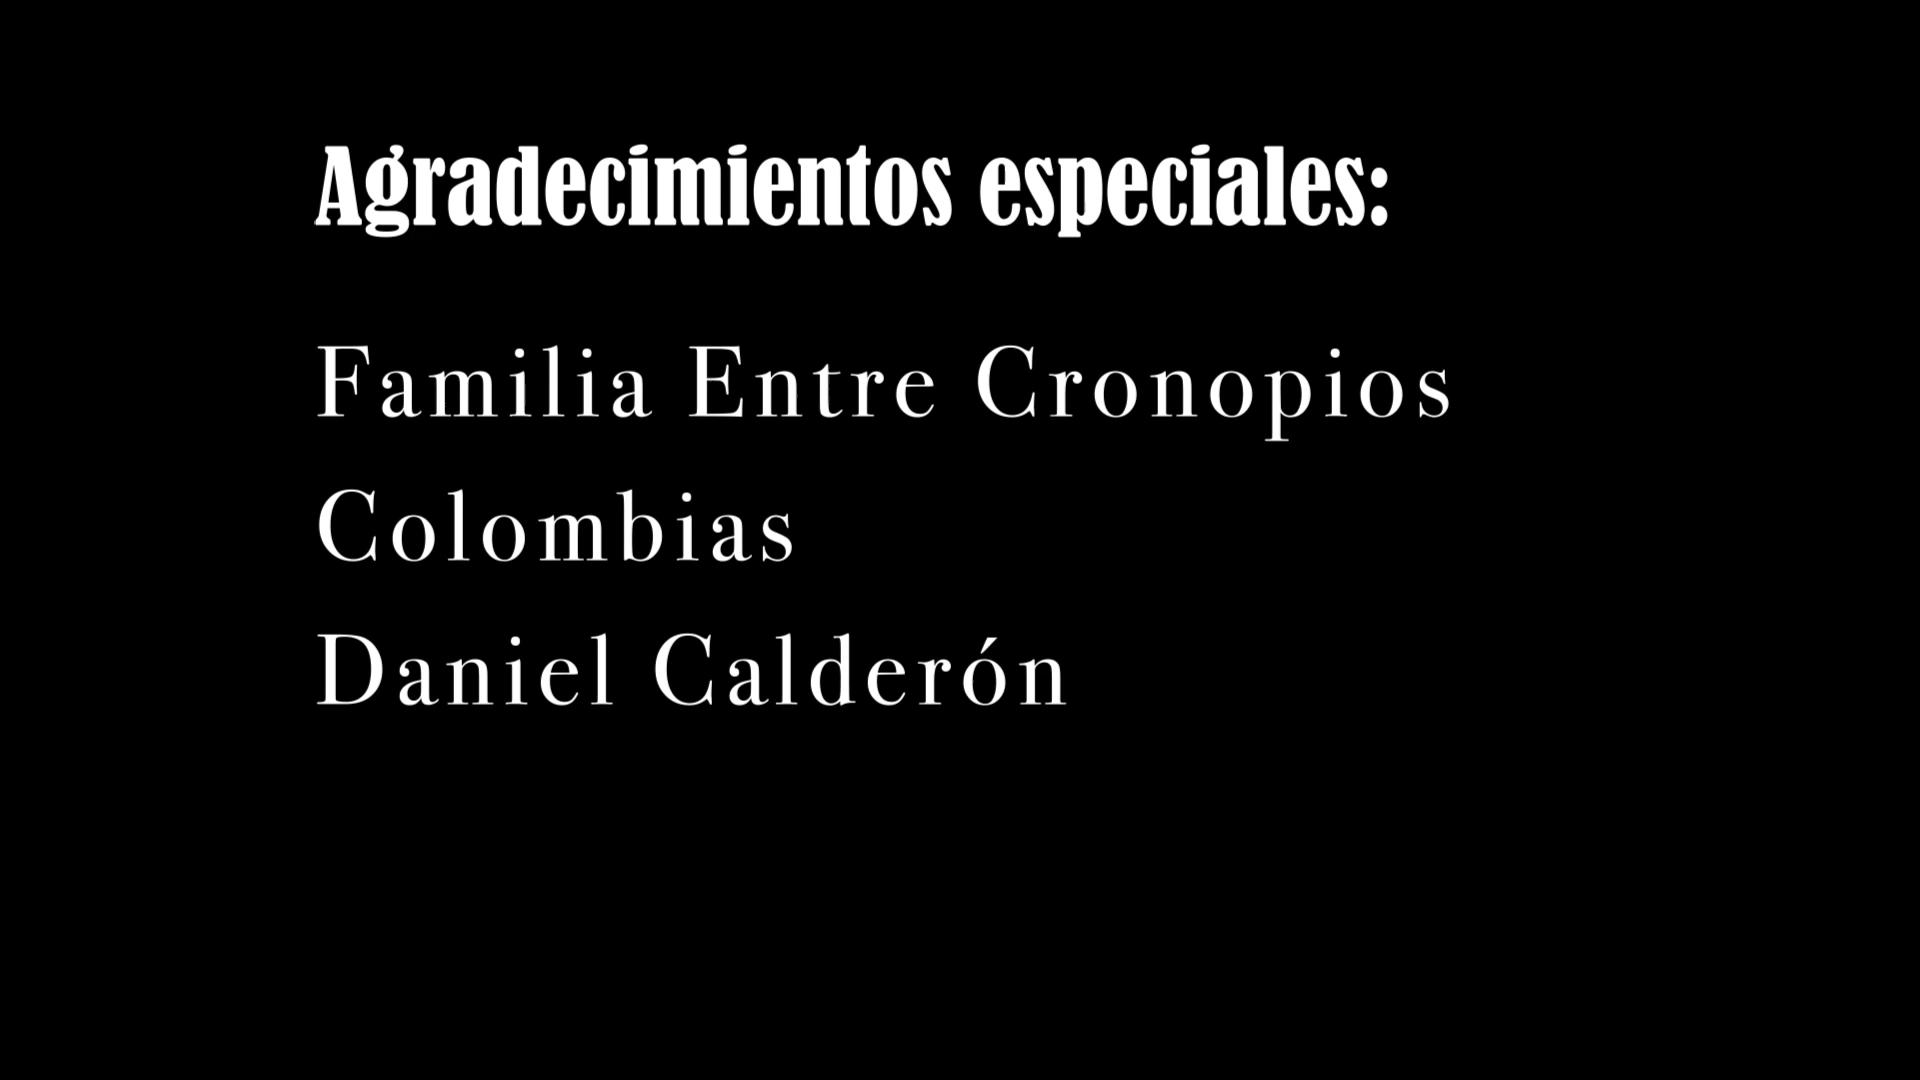 Agradecimientos especiales:
Familia Entre Cronopios
Colombias
Daniel Calderón